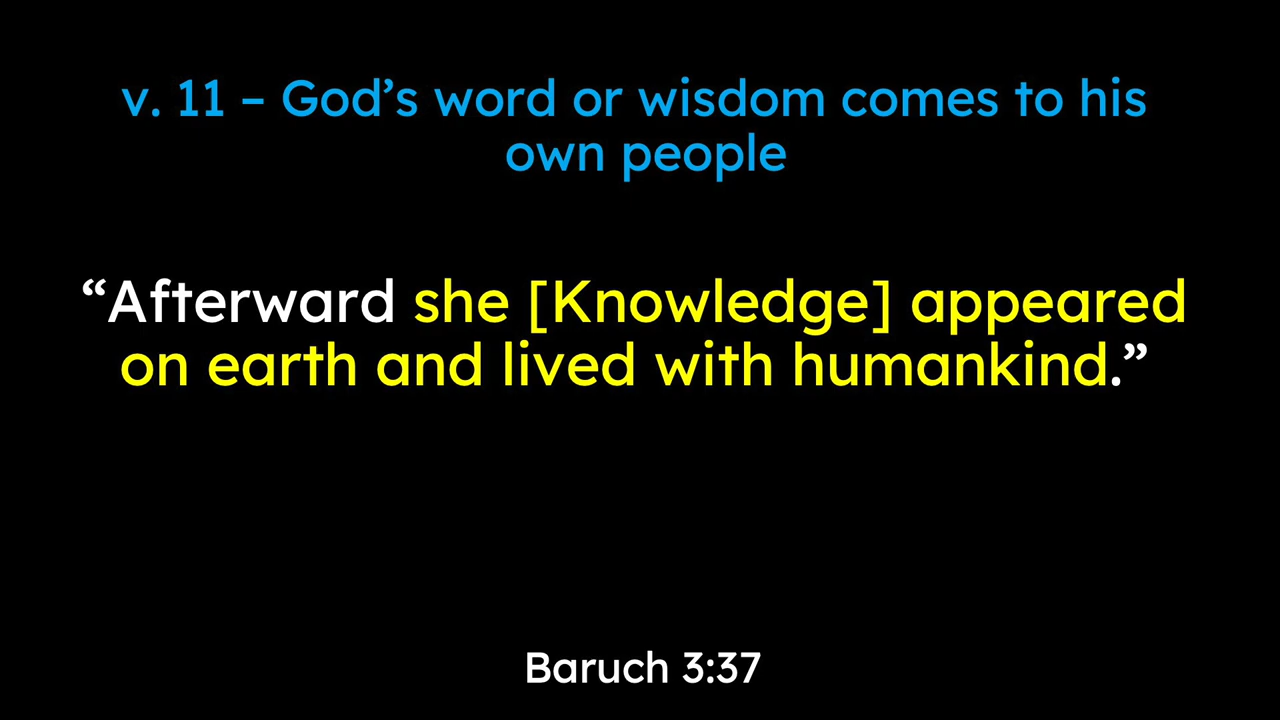 v. 11 – God’s word or wisdom comes to his
own people
“Afterward she [Knowledge] appeared
on earth and lived with humankind.”
Baruch 3:37